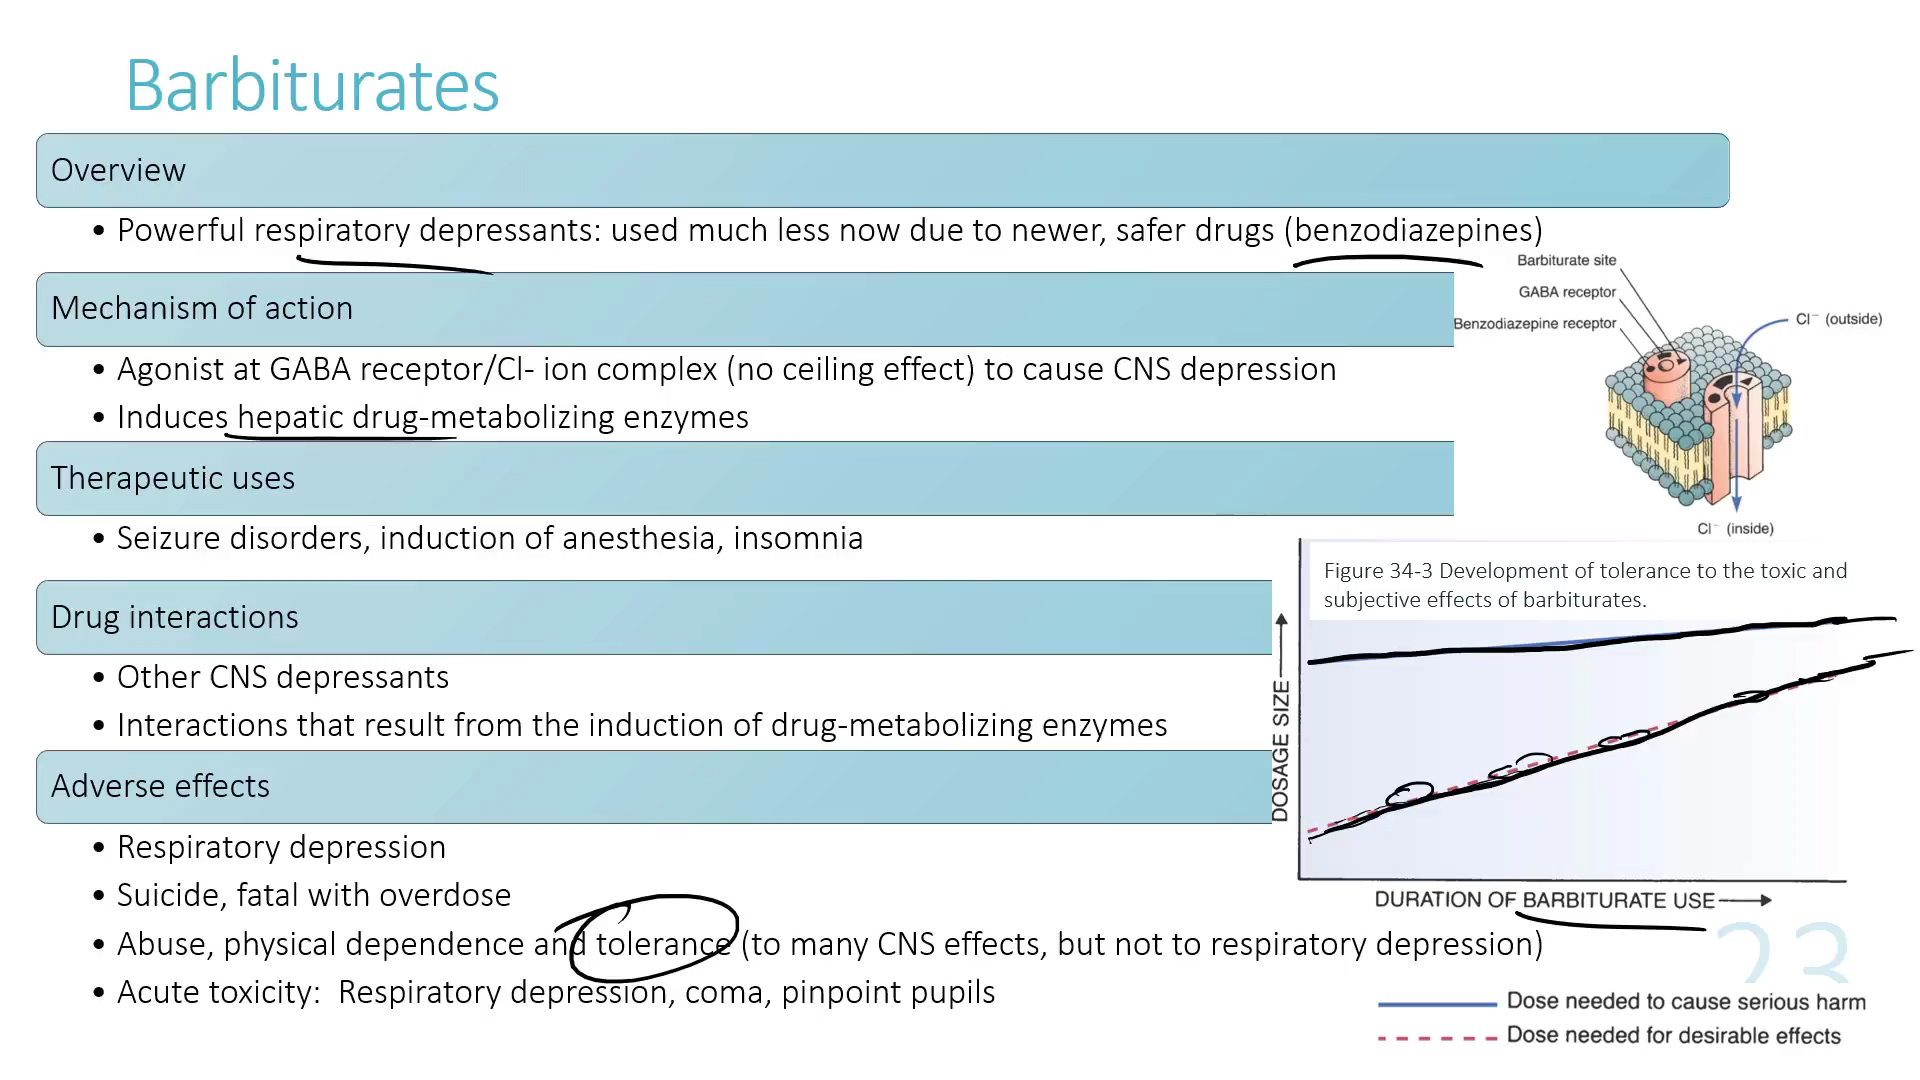 Barbiturates
Overview
• Powerful respiratory depressants: used much less now due to newer, safer drugs (benzodiazepines)
Mechanism of action
• Agonist at GABA receptor/Cl- ion complex (no ceiling effect) to cause CNS depression
• Induces hepatic drug-metabolizing enzymes
Therapeutic uses
• Seizure disorders, induction of anesthesia, insomnia
Drug interactions
• Other CNS depressants
• Interactions that result from the induction of drug-metabolizing enzymes
Adverse effects
• Respiratory depression
• Suicide, fatal with overdose
• Abuse, physical dependence and tolerance (to many CNS effects, but not to respiratory depression)
• Acute toxicity:  Respiratory depression, coma, pinpoint pupils
Barbiturate site
GABA receptor
Benzodiazepine receptor
Cl⁻ (outside)
Cl⁻ (inside)
Figure 34-3 Development of tolerance to the toxic and
subjective effects of barbiturates.
DOSAGE SIZE
DURATION OF BARBITURATE USE
23
Dose needed to cause serious harm
Dose needed for desirable effects